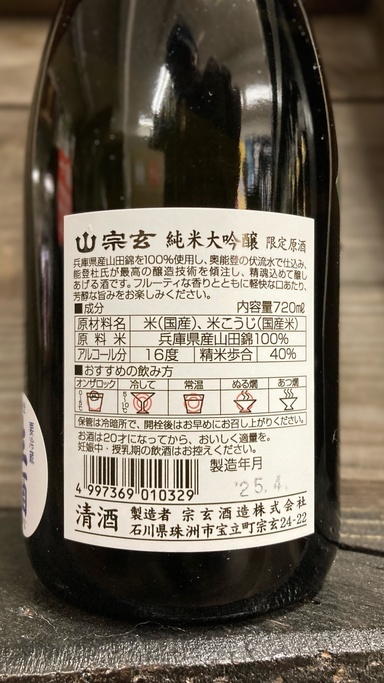 宗玄 純米大吟醸 限定原酒
兵庫県産山田錦を100%使用し、奥能登の伏流水で仕込み、
能登杜氏が最高の醸造技術を傾注し、精魂込めて醸し
あげる酒です。フルーティな香りとともに軽快な口あたり、
芳醇な旨みをお楽しみください。
■成分 内容量720mℓ
原材料名 米(国産)、米こうじ(国産米)
原料米 兵庫県産山田錦100%
アルコール分 16度 精米歩合 40%
■おすすめの飲み方
オンザロック 冷して 常温 ぬる燗 あつ燗
保管は冷暗所で、開栓後はお早めにお召し上がりください。
お酒は20才になってから、おいしく適量を。
妊娠中・授乳期の飲酒はお控えください。
製造年月
'25.4.
4 997369 010329
清酒 製造者 宗玄酒造株式会社
石川県珠洲市宝立町宗玄24-22